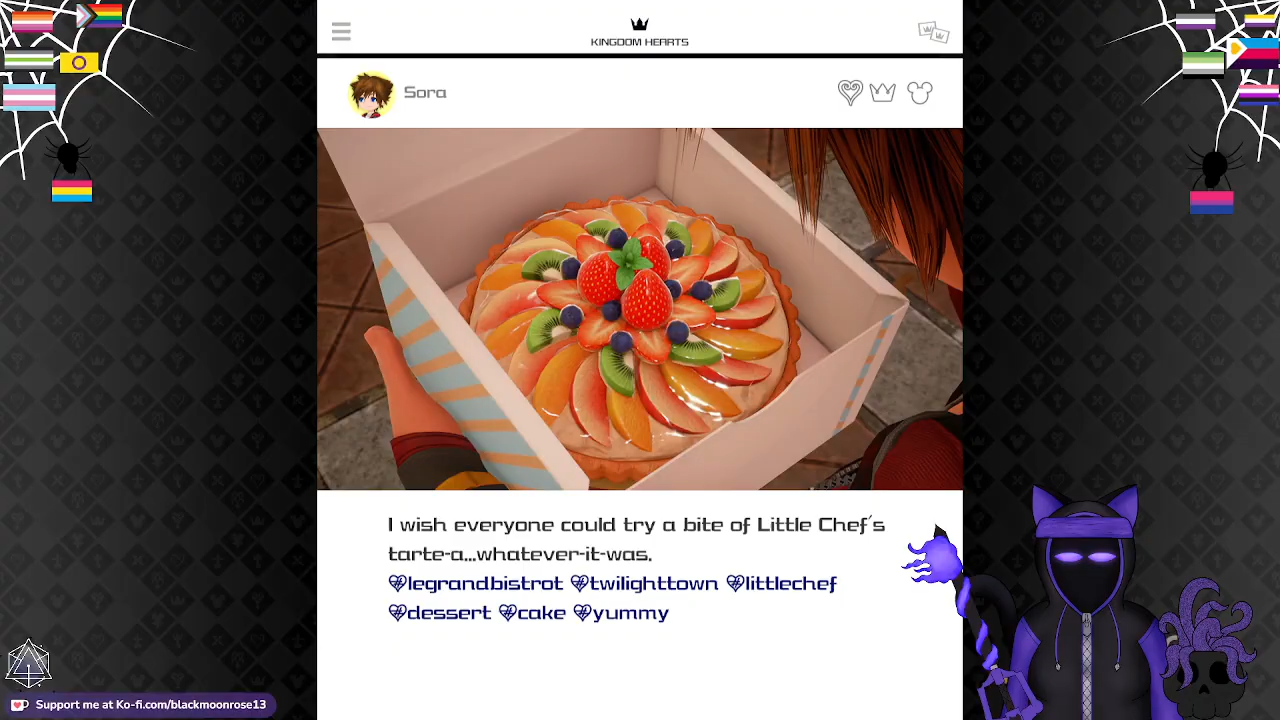 KINGDOM HEARTS
Sora
I wish everyone could try a bite of Little Chef's
tarte-a...whatever-it-was.
#legrandbistrot #twilighttown #littlechef
#dessert #cake #yummy
Support me at Ko-fi.com/blackmoonrose13